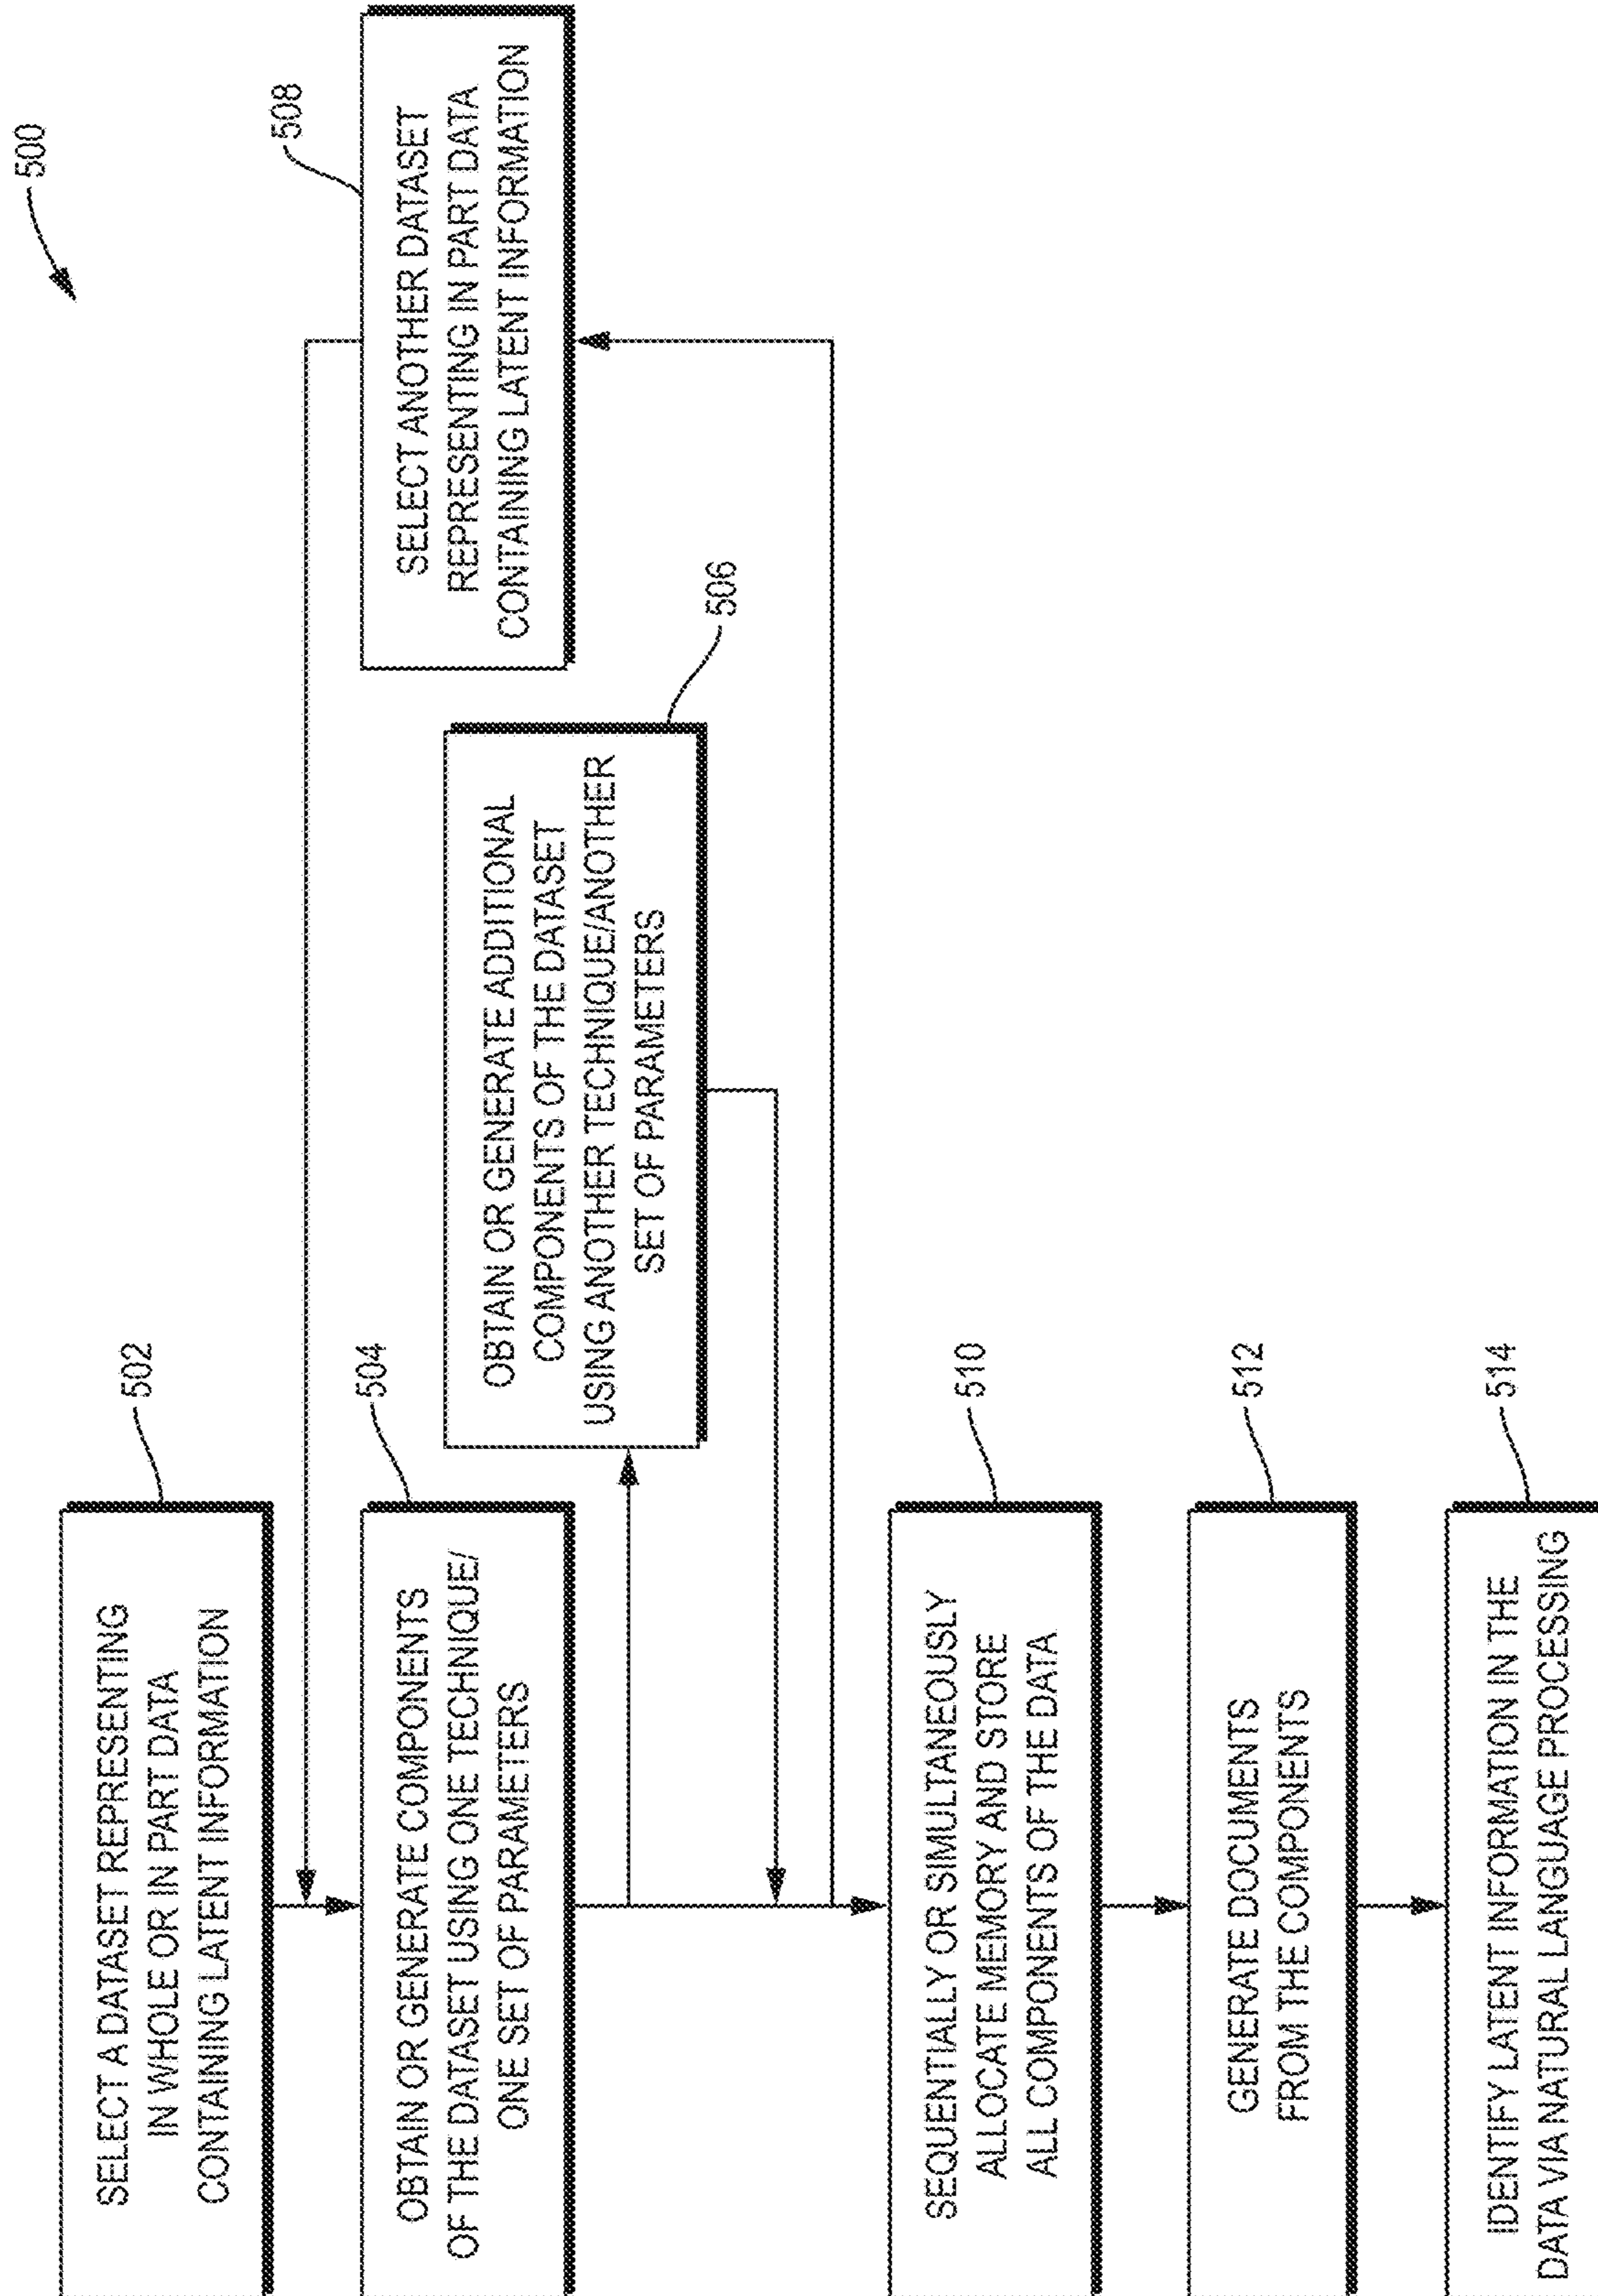 500
502
SELECT A DATASET REPRESENTING
IN WHOLE OR IN PART DATA
CONTAINING LATENT INFORMATION
504
OBTAIN OR GENERATE COMPONENTS
OF THE DATASET USING ONE TECHNIQUE/
ONE SET OF PARAMETERS
506
OBTAIN OR GENERATE ADDITIONAL
COMPONENTS OF THE DATASET
USING ANOTHER TECHNIQUE/ANOTHER
SET OF PARAMETERS
508
SELECT ANOTHER DATASET
REPRESENTING IN PART DATA
CONTAINING LATENT INFORMATION
510
SEQUENTIALLY OR SIMULTANEOUSLY
ALLOCATE MEMORY AND STORE
ALL COMPONENTS OF THE DATA
512
GENERATE DOCUMENTS
FROM THE COMPONENTS
514
IDENTIFY LATENT INFORMATION IN THE
DATA VIA NATURAL LANGUAGE PROCESSING